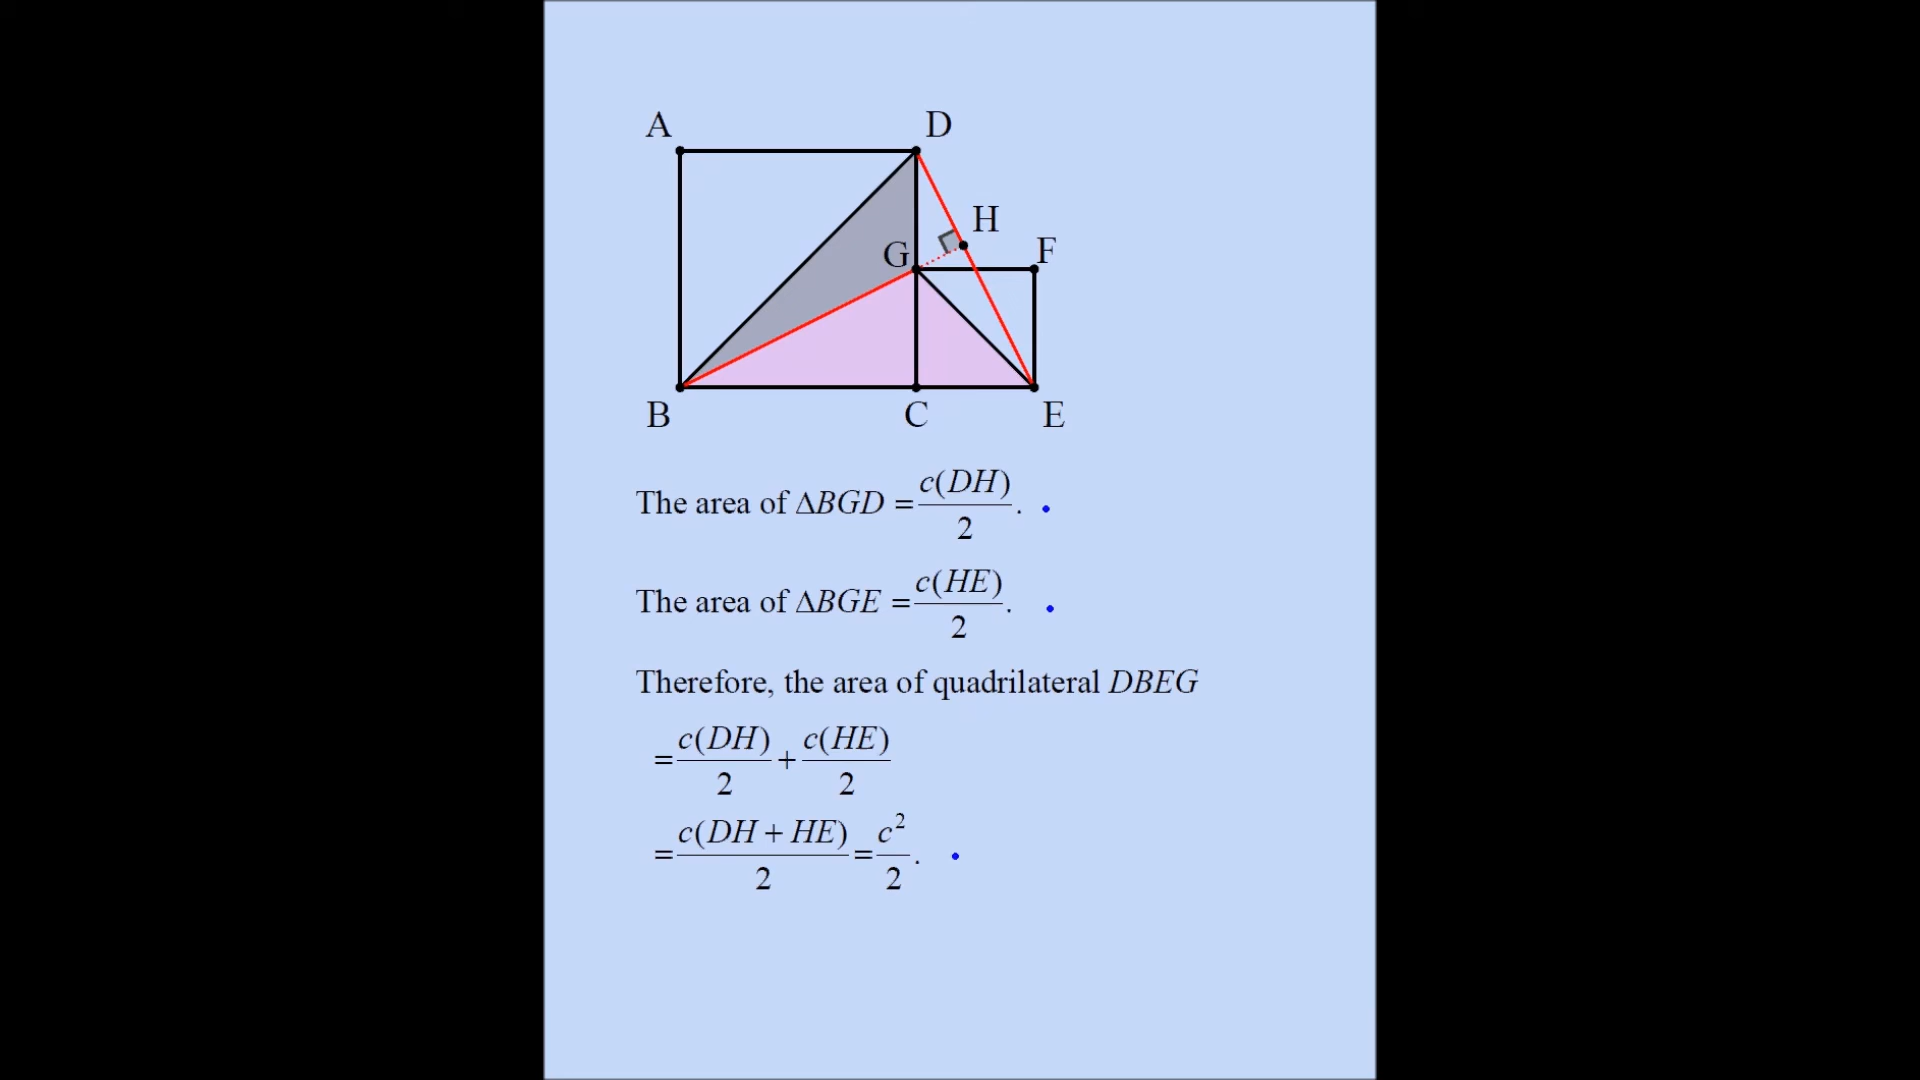 A D
H
G F
B C E
The area of ΔBGD = c(DH)/2.
The area of ΔBGE = c(HE)/2.
Therefore, the area of quadrilateral DBEG
= c(DH)/2 + c(HE)/2
= c(DH + HE)/2 = c²/2.